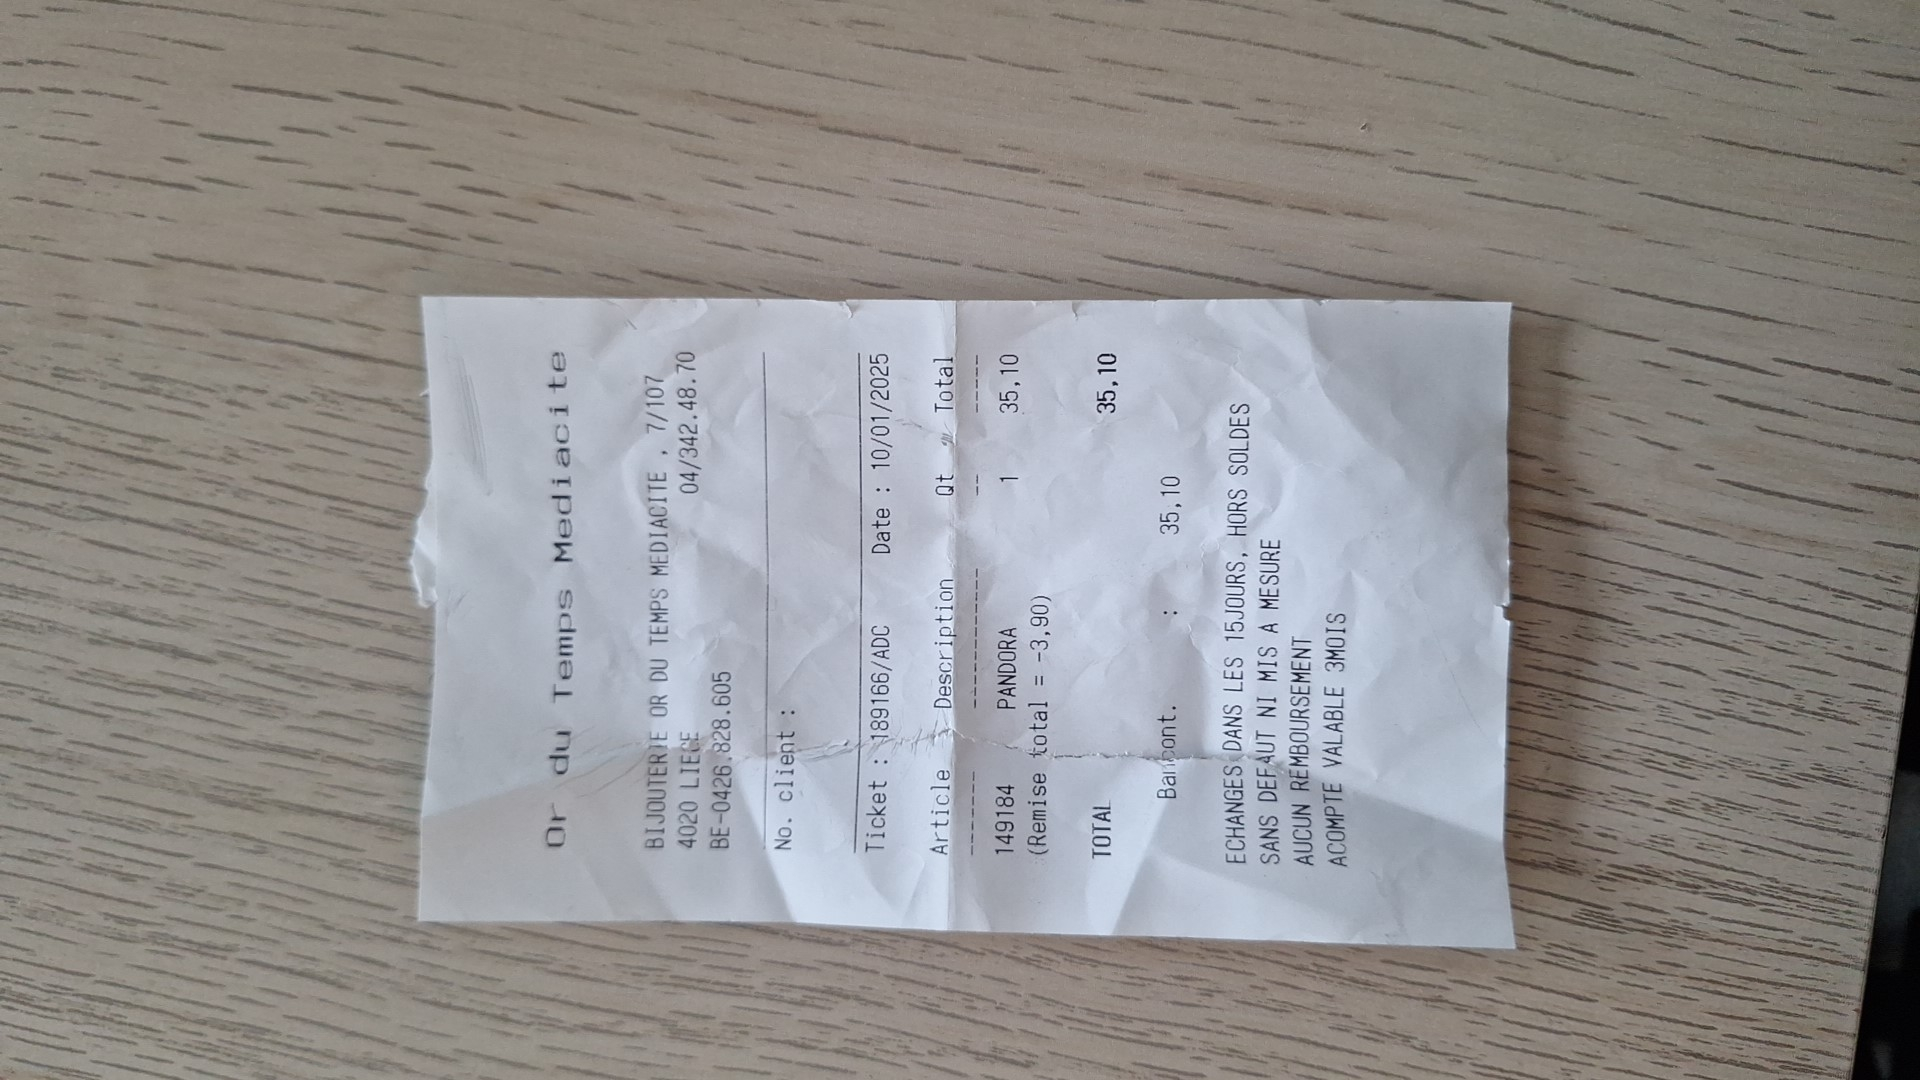 Or du Temps Mediacite
BIJOUTERIE OR DU TEMPS MEDIACITE , 7/107
4020 LIEGE 04/342.48.70
BE-0426.828.605
No. client :
Ticket : 189166/ADC Date : 10/01/2025
Article Description Qt Total
149184 PANDORA 1 35,10
(Remise total = -3,90)
TOTAL 35,10
Bancont. : 35,10
ECHANGES DANS LES 15JOURS, HORS SOLDES
SANS DEFAUT NI MIS A MESURE
AUCUN REMBOURSEMENT
ACOMPTE VALABLE 3MOIS